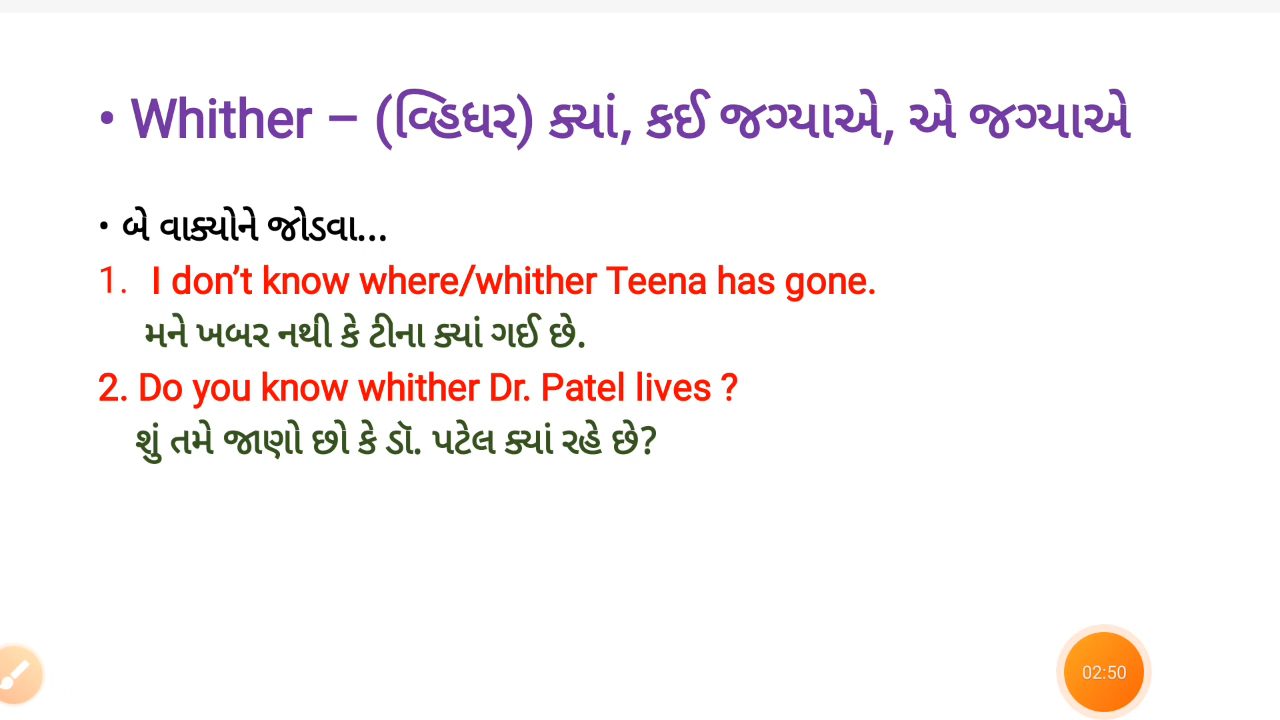 • Whither – (વ્હિધર) ક્યાં, કઈ જગ્યાએ, એ જગ્યાએ
• બે વાક્યોને જોડવા...
1. I don’t know where/whither Teena has gone.
મને ખબર નથી કે ટીના ક્યાં ગઈ છે.
2. Do you know whither Dr. Patel lives ?
શું તમે જાણો છો કે ડૉ. પટેલ ક્યાં રહે છે?
02:50